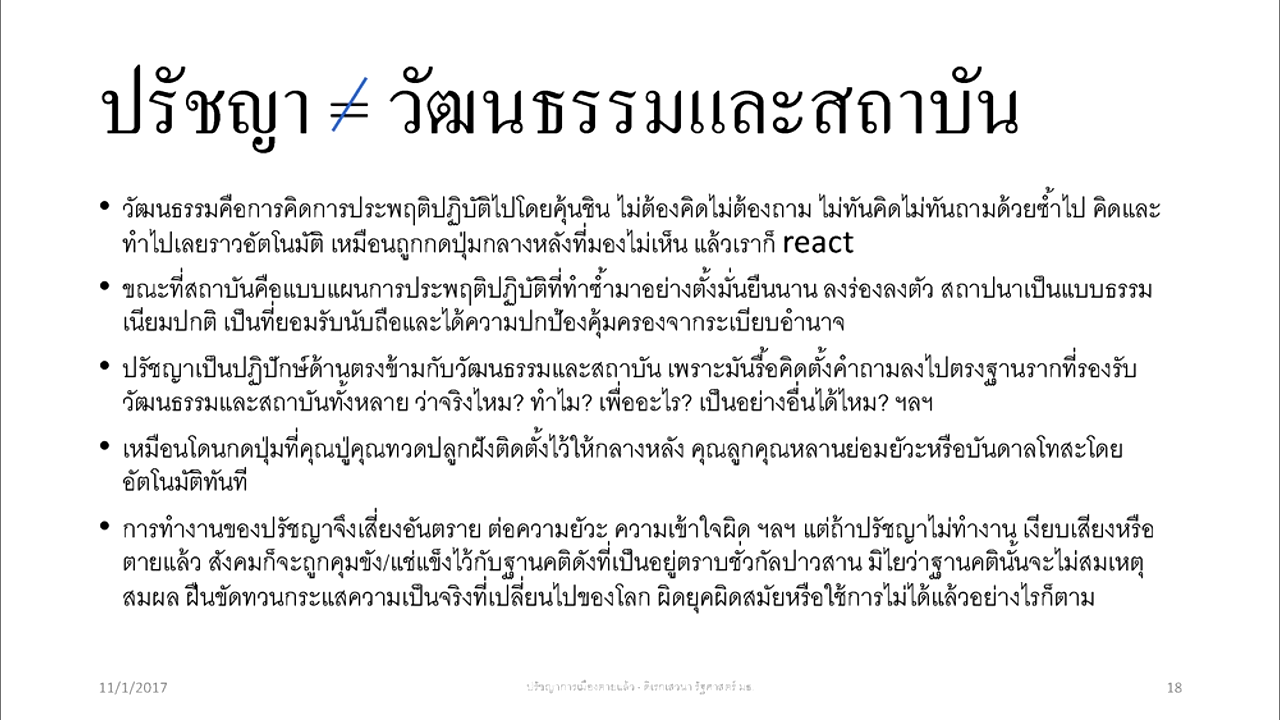 ปรัชญา ≠ วัฒนธรรมและสถาบัน
• วัฒนธรรมคือการคิดการประพฤติปฏิบัติไปโดยคุ้นชิน ไม่ต้องคิดไม่ต้องถาม ไม่ทันคิดไม่ทันถามด้วยซ้ำไป คิดและ
ทำไปเลยราวอัตโนมัติ เหมือนถูกกดปุ่มกลางหลังที่มองไม่เห็น แล้วเราก็ react
• ขณะที่สถาบันคือแบบแผนการประพฤติปฏิบัติที่ทำซ้ำมาอย่างตั้งมั่นยืนนาน ลงร่องลงตัว สถาปนาเป็นแบบธรรม
เนียมปกติ เป็นที่ยอมรับนับถือและได้ความปกป้องคุ้มครองจากระเบียบอำนาจ
• ปรัชญาเป็นปฏิปักษ์ด้านตรงข้ามกับวัฒนธรรมและสถาบัน เพราะมันรื้อคิดตั้งคำถามลงไปตรงฐานรากที่รองรับ
วัฒนธรรมและสถาบันทั้งหลาย ว่าจริงไหม? ทำไม? เพื่ออะไร? เป็นอย่างอื่นได้ไหม? ฯลฯ
• เหมือนโดนกดปุ่มที่คุณปู่คุณทวดปลูกฝังติดตั้งไว้ให้กลางหลัง คุณลูกคุณหลานย่อมยัวะหรือบันดาลโทสะโดย
อัตโนมัติทันที
• การทำงานของปรัชญาจึงเสี่ยงอันตราย ต่อความยัวะ ความเข้าใจผิด ฯลฯ แต่ถ้าปรัชญาไม่ทำงาน เงียบเสียงหรือ
ตายแล้ว สังคมก็จะถูกคุมขัง/แช่แข็งไว้กับฐานคติดังที่เป็นอยู่ตราบชั่วกัลปาวสาน มิไยว่าฐานคตินั้นจะไม่สมเหตุ
สมผล ฝืนขัดทวนกระแสความเป็นจริงที่เปลี่ยนไปของโลก ผิดยุคผิดสมัยหรือใช้การไม่ได้แล้วอย่างไรก็ตาม
11/1/2017
ปรัชญาการเมืองตายแล้ว - ดิเรกเสวนา รัฐศาสตร์ มธ
18